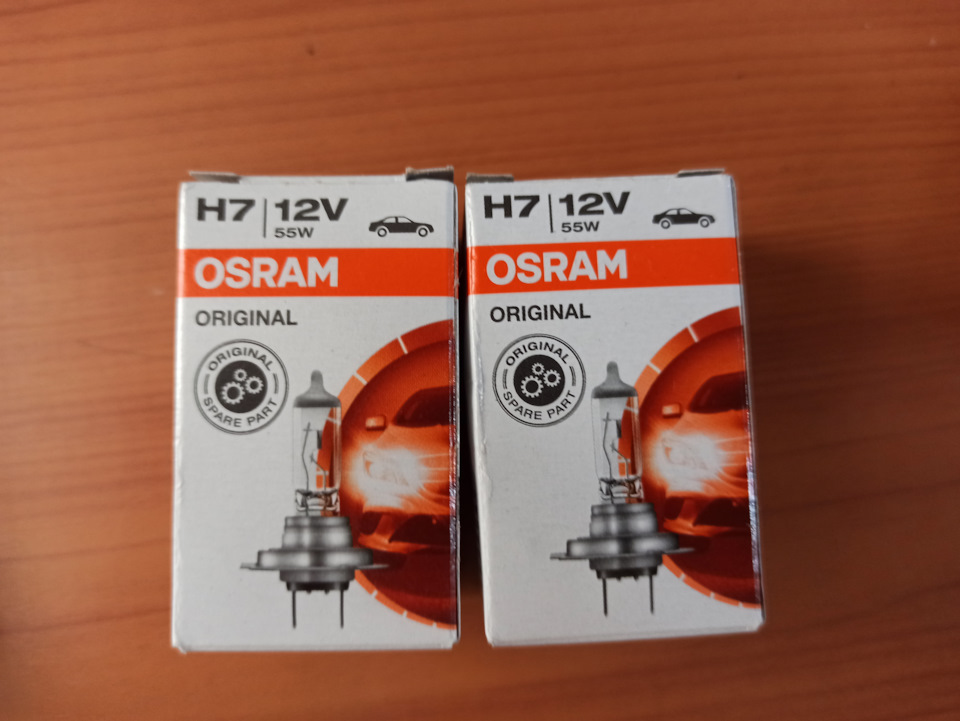 H7 12V
55W
OSRAM
ORIGINAL
ORIGINAL
SPARE PART
H7 12V
55W
OSRAM
ORIGINAL
ORIGINAL
SPARE PART